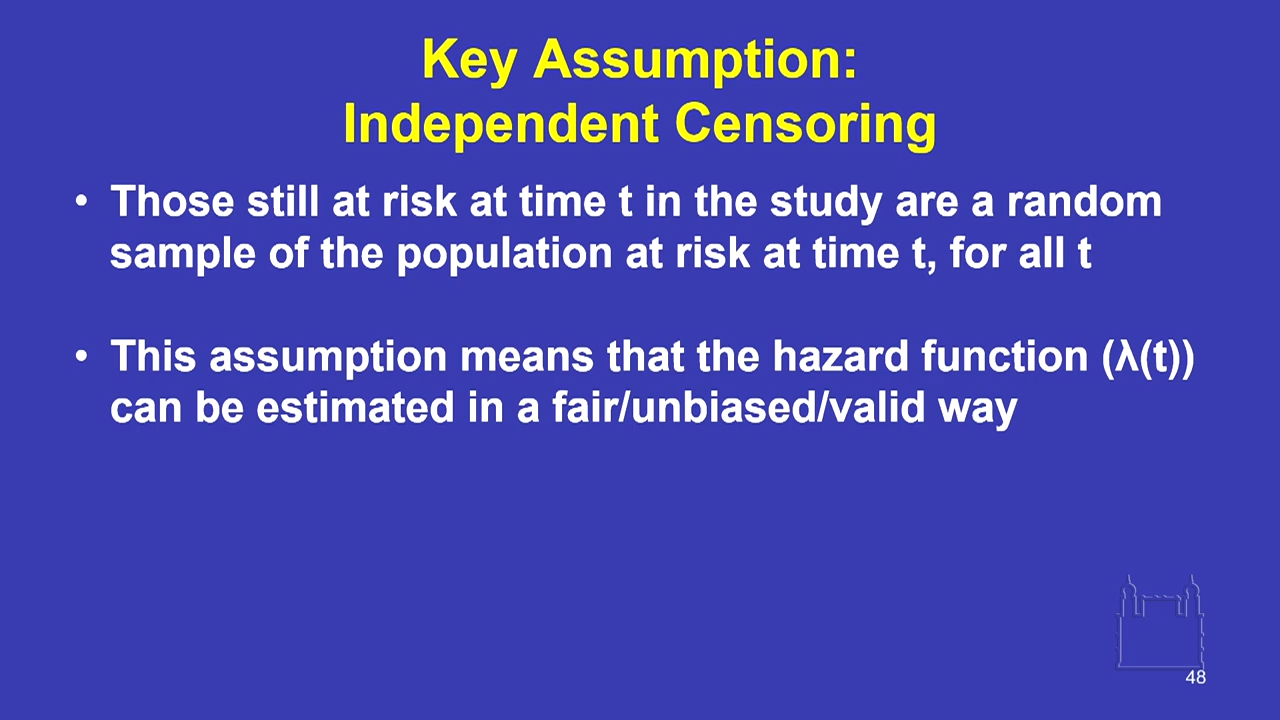 Key Assumption:
Independent Censoring
• Those still at risk at time t in the study are a random
sample of the population at risk at time t, for all t
• This assumption means that the hazard function (λ(t))
can be estimated in a fair/unbiased/valid way
48